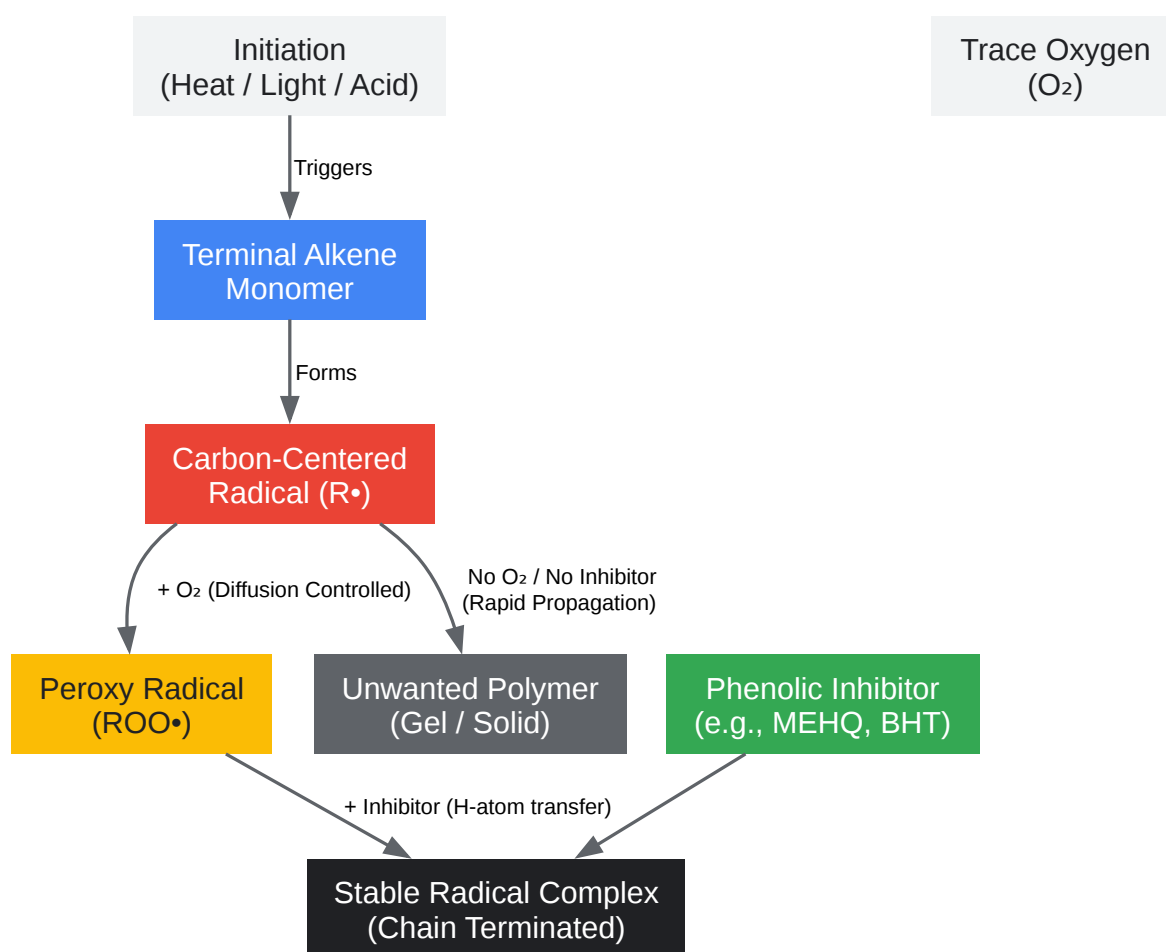 Initiation
(Heat / Light / Acid)
Trace Oxygen
(O₂)
Triggers
Terminal Alkene
Monomer
Forms
Carbon-Centered
Radical (R•)
+ O₂ (Diffusion Controlled)
No O₂ / No Inhibitor
(Rapid Propagation)
Peroxy Radical
(ROO•)
Unwanted Polymer
(Gel / Solid)
Phenolic Inhibitor
(e.g., MEHQ, BHT)
+ Inhibitor (H-atom transfer)
Stable Radical Complex
(Chain Terminated)